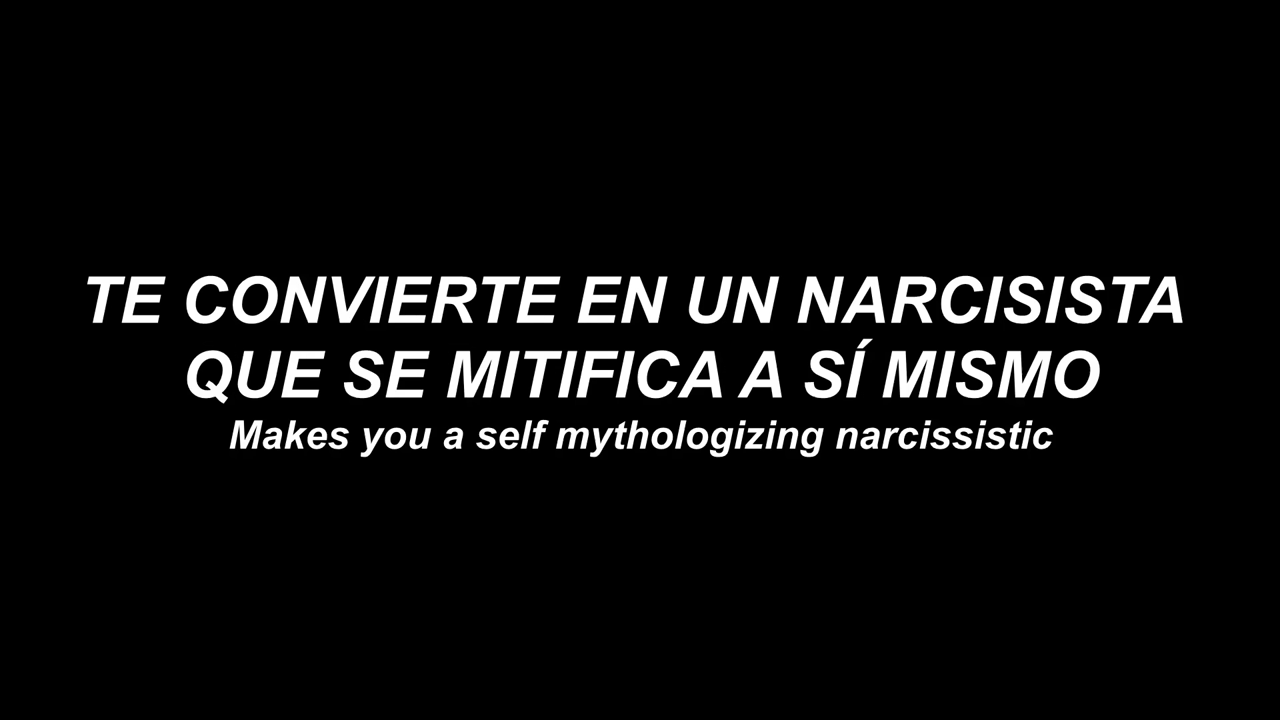 TE CONVIERTE EN UN NARCISISTA
QUE SE MITIFICA A SÍ MISMO
Makes you a self mythologizing narcissistic